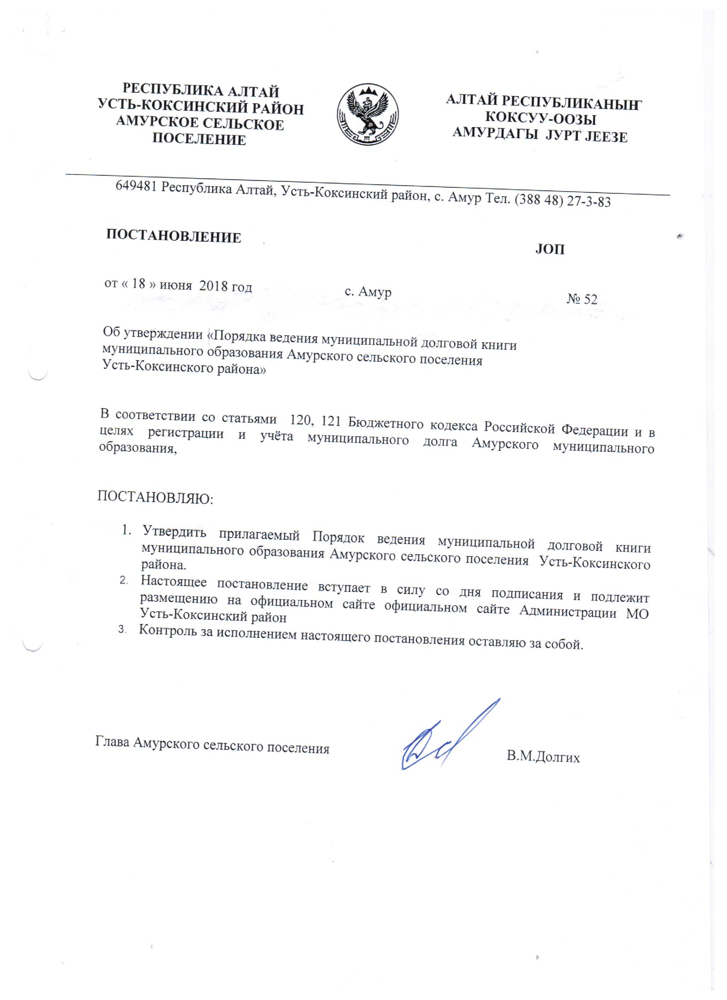 РЕСПУБЛИКА АЛТАЙ
УСТЬ-КОКСИНСКИЙ РАЙОН
АМУРСКОЕ СЕЛЬСКОЕ
ПОСЕЛЕНИЕ
АЛТАЙ РЕСПУБЛИКАНЫҤ
КОКСУУ-ООЗЫ
АМУРДАГЫ ЈУРТ ЈЕЕЗЕ
649481 Республика Алтай, Усть-Коксинский район, с. Амур Тел. (388 48) 27-3-83
ПОСТАНОВЛЕНИЕ
ЈОП
от « 18 » июня 2018 год с. Амур № 52
Об утверждении «Порядка ведения муниципальной долговой книги
муниципального образования Амурского сельского поселения
Усть-Коксинского района»
В соответствии со статьями 120, 121 Бюджетного кодекса Российской Федерации и в
целях регистрации и учёта муниципального долга Амурского муниципального
образования,
ПОСТАНОВЛЯЮ:
1. Утвердить прилагаемый Порядок ведения муниципальной долговой книги
муниципального образования Амурского сельского поселения Усть-Коксинского
района.
2. Настоящее постановление вступает в силу со дня подписания и подлежит
размещению на официальном сайте официальном сайте Администрации МО
Усть-Коксинский район
3. Контроль за исполнением настоящего постановления оставляю за собой.
Глава Амурского сельского поселения В.М.Долгих